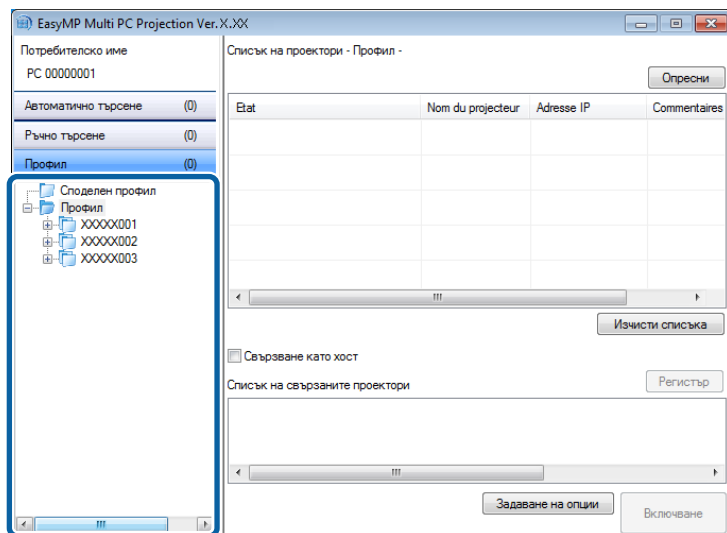 EasyMP Multi PC Projection Ver.X.XX
Потребителско име
PC 00000001
Автоматично търсене (0)
Ръчно търсене (0)
Профил (0)
Споделен профил
Профил
XXXXX001
XXXXX002
XXXXX003
Списък на проектори - Профил -
Опресни
Etat Nom du projecteur Adresse IP Commentaires
Изчисти списъка
Свързване като хост
Списък на свързаните проектори
Регистър
Задаване на опции
Включване